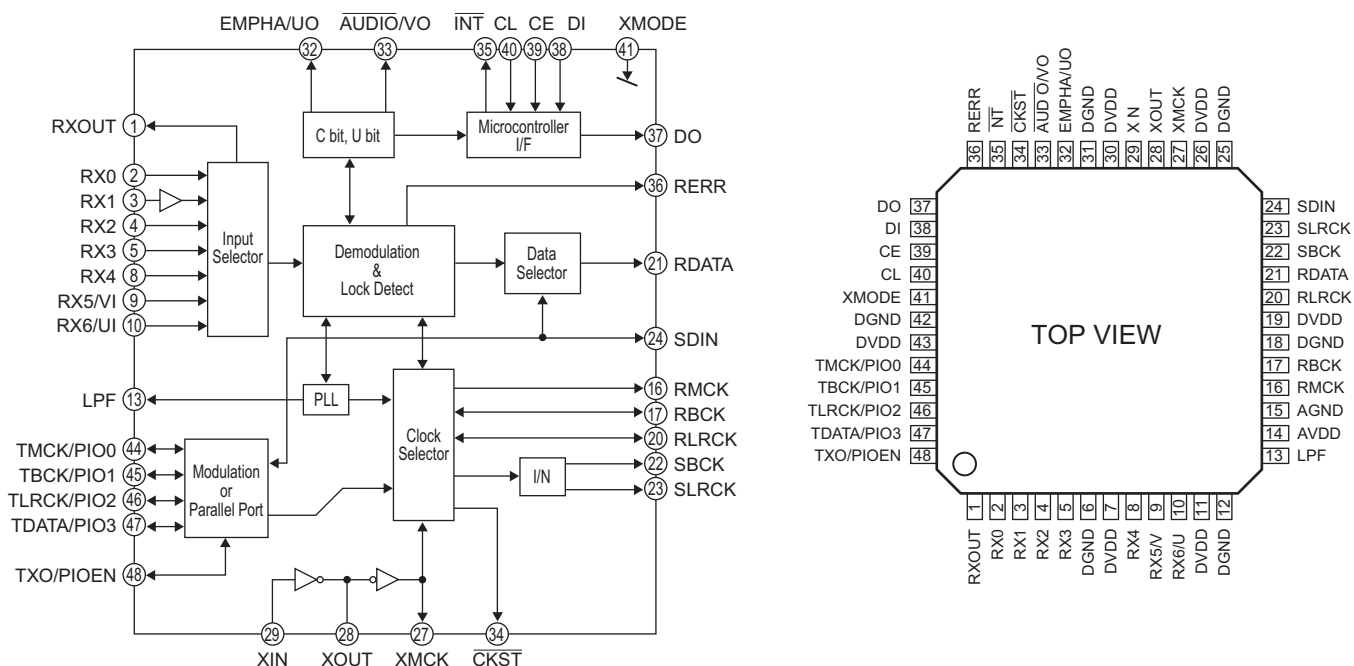 EMPHA/UO AUDIO/VO INT CL CE DI XMODE
32 33 35 40 39 38 41
RXOUT 1
C bit, U bit
Microcontroller
I/F
37 DO
RX0 2
RX1 3
RX2 4
RX3 5
RX4 8
RX5/VI 9
RX6/UI 10
Input
Selector
36 RERR
Demodulation
&
Lock Detect
Data
Selector
21 RDATA
24 SDIN
LPF 13
PLL
Clock
Selector
16 RMCK
17 RBCK
20 RLRCK
I/N
22 SBCK
23 SLRCK
TMCK/PIO0 44
TBCK/PIO1 45
TLRCK/PIO2 46
TDATA/PIO3 47
TXO/PIOEN 48
Modulation
or
Parallel Port
29 28 27 34
XIN XOUT XMCK CKST
RERR
NT
CKST
AUD O/VO
EMPHA/UO
DGND
DVDD
X N
XOUT
XMCK
DVDD
DGND
36 35 34 33 32 31 30 29 28 27 26 25
DO 37
DI 38
CE 39
CL 40
XMODE 41
DGND 42
DVDD 43
TMCK/PIO0 44
TBCK/PIO1 45
TLRCK/PIO2 46
TDATA/PIO3 47
TXO/PIOEN 48
TOP VIEW
24 SDIN
23 SLRCK
22 SBCK
21 RDATA
20 RLRCK
19 DVDD
18 DGND
17 RBCK
16 RMCK
15 AGND
14 AVDD
13 LPF
1 2 3 4 5 6 7 8 9 10 11 12
RXOUT
RX0
RX1
RX2
RX3
DGND
DVDD
RX4
RX5/V
RX6/U
DVDD
DGND